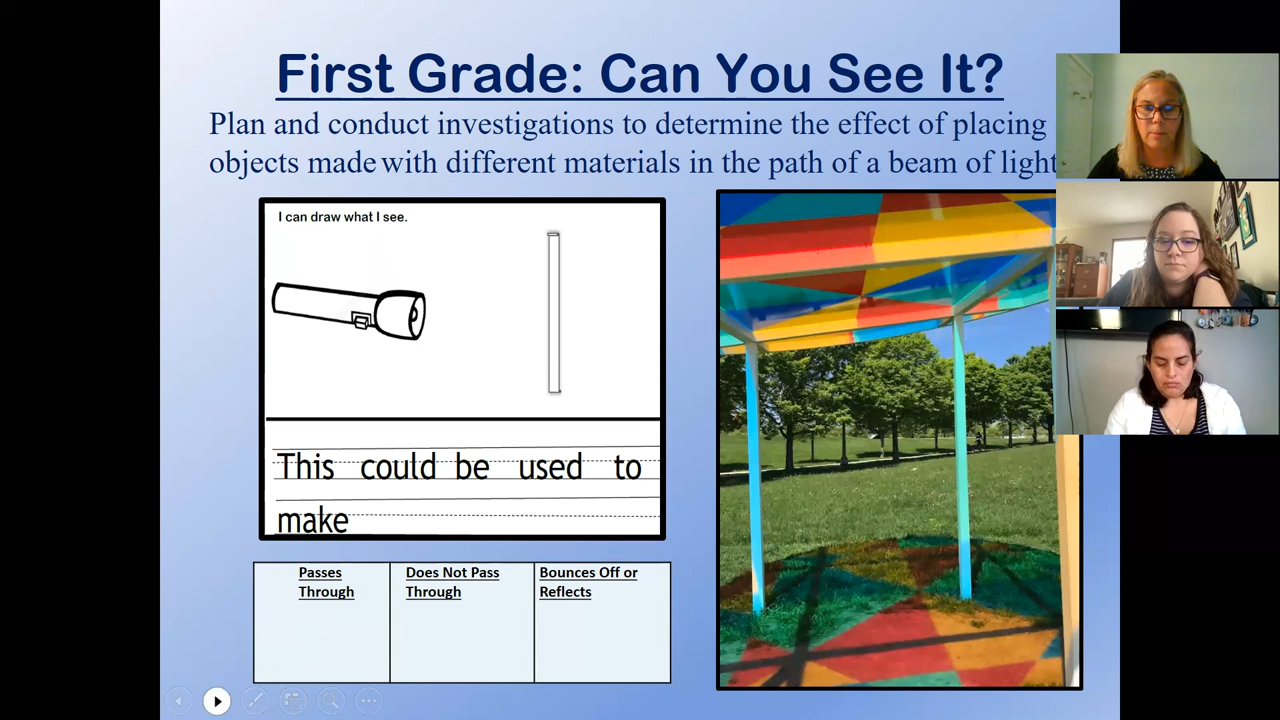 First Grade: Can You See It?
Plan and conduct investigations to determine the effect of placing
objects made with different materials in the path of a beam of light
I can draw what I see.
This could be used to
make
Passes Through
Does Not Pass Through
Bounces Off or Reflects